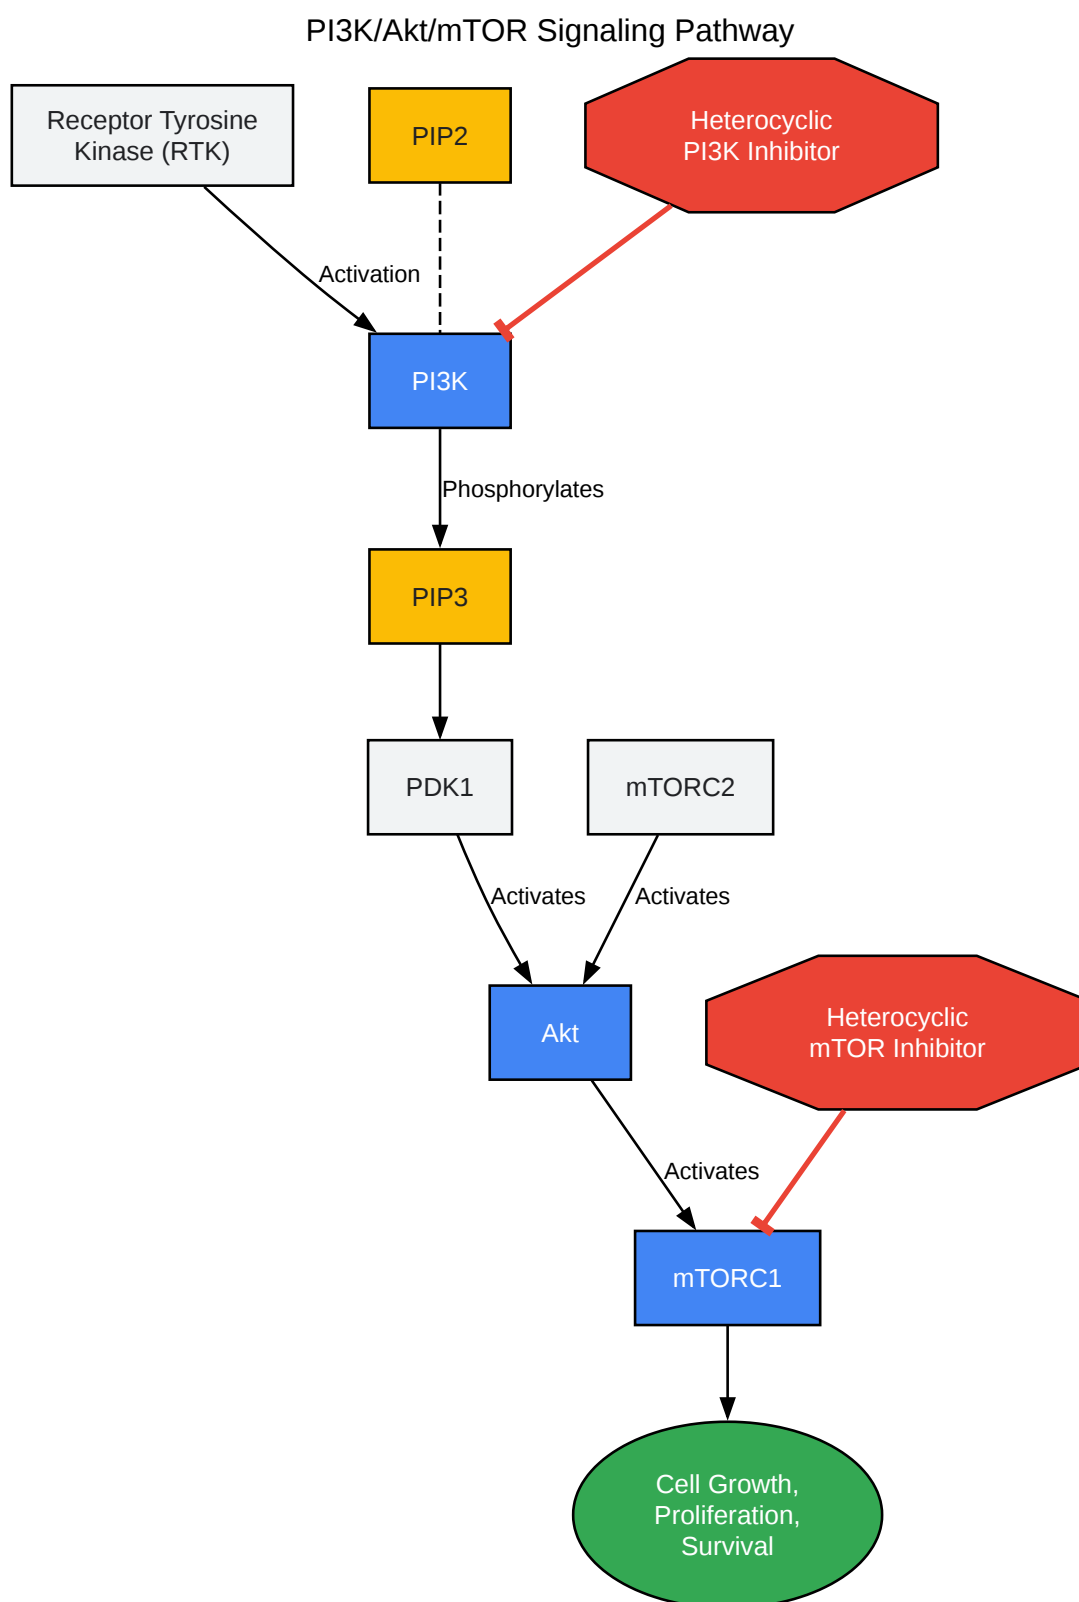 PI3K/Akt/mTOR Signaling Pathway
Receptor Tyrosine
Kinase (RTK)
PIP2
Heterocyclic
PI3K Inhibitor
Activation
PI3K
Phosphorylates
PIP3
PDK1
mTORC2
Activates
Activates
Akt
Heterocyclic
mTOR Inhibitor
Activates
mTORC1
Cell Growth,
Proliferation,
Survival